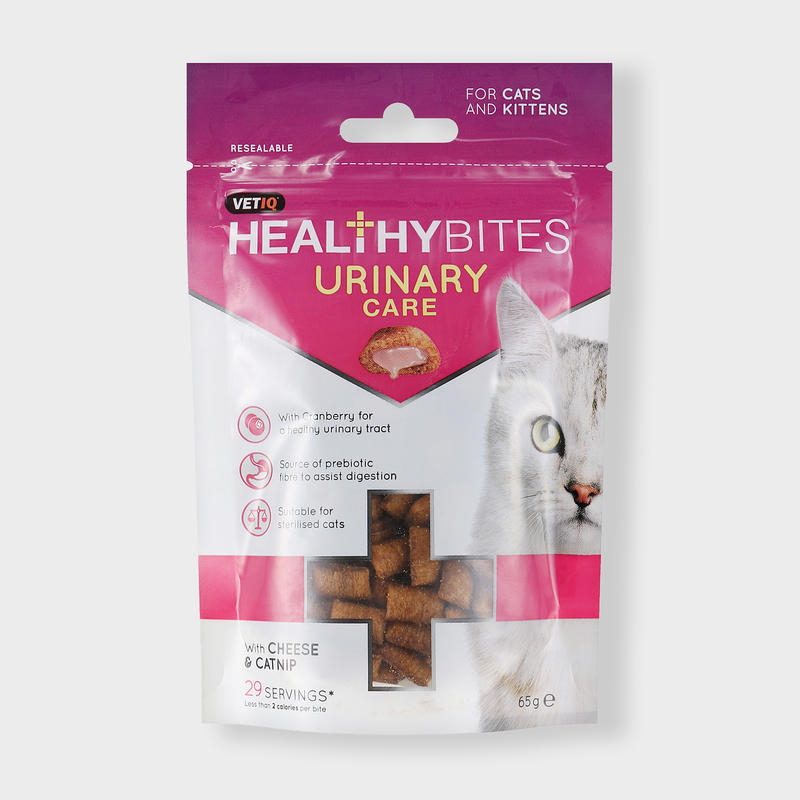 FOR CATS
AND KITTENS
RESEALABLE
VETIQ
HEALTHYBITES
URINARY
CARE
With Cranberry for
a healthy urinary tract
Source of prebiotic
fibre to assist digestion
Suitable for
sterilised cats
With CHEESE
& CATNIP
29 SERVINGS*
Less than 2 calories per bite
65g ℮